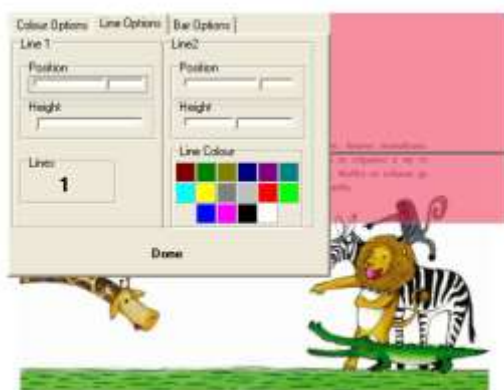 Colour Options Line Options Bar Options
Line 1 Line2
Position Position
Height Height
Lines Line Colour
1
Done